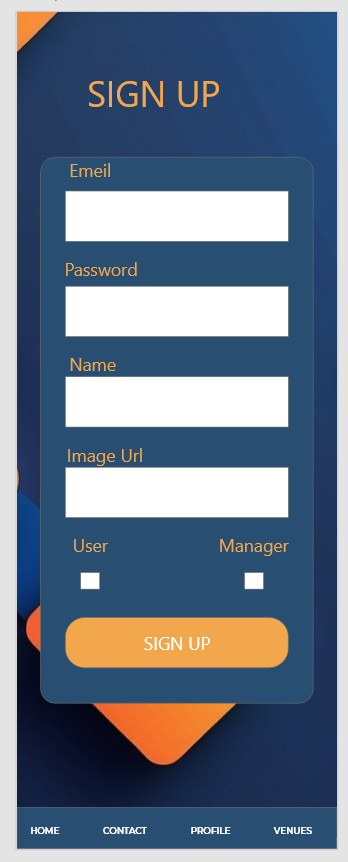 SIGN UP
Emeil
Password
Name
Image Url
User Manager
SIGN UP
HOME CONTACT PROFILE VENUES